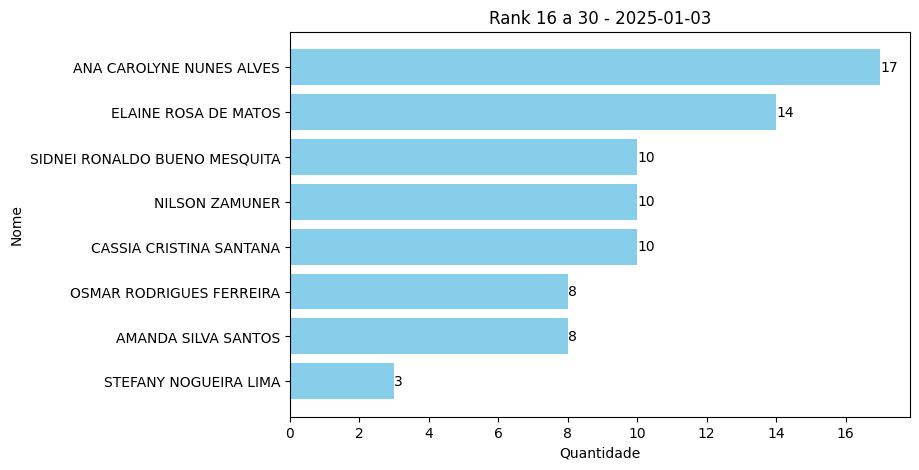 Rank 16 a 30 - 2025-01-03
Nome
ANA CAROLYNE NUNES ALVES 17
ELAINE ROSA DE MATOS 14
SIDNEI RONALDO BUENO MESQUITA 10
NILSON ZAMUNER 10
CASSIA CRISTINA SANTANA 10
OSMAR RODRIGUES FERREIRA 8
AMANDA SILVA SANTOS 8
STEFANY NOGUEIRA LIMA 3
0 2 4 6 8 10 12 14 16
Quantidade